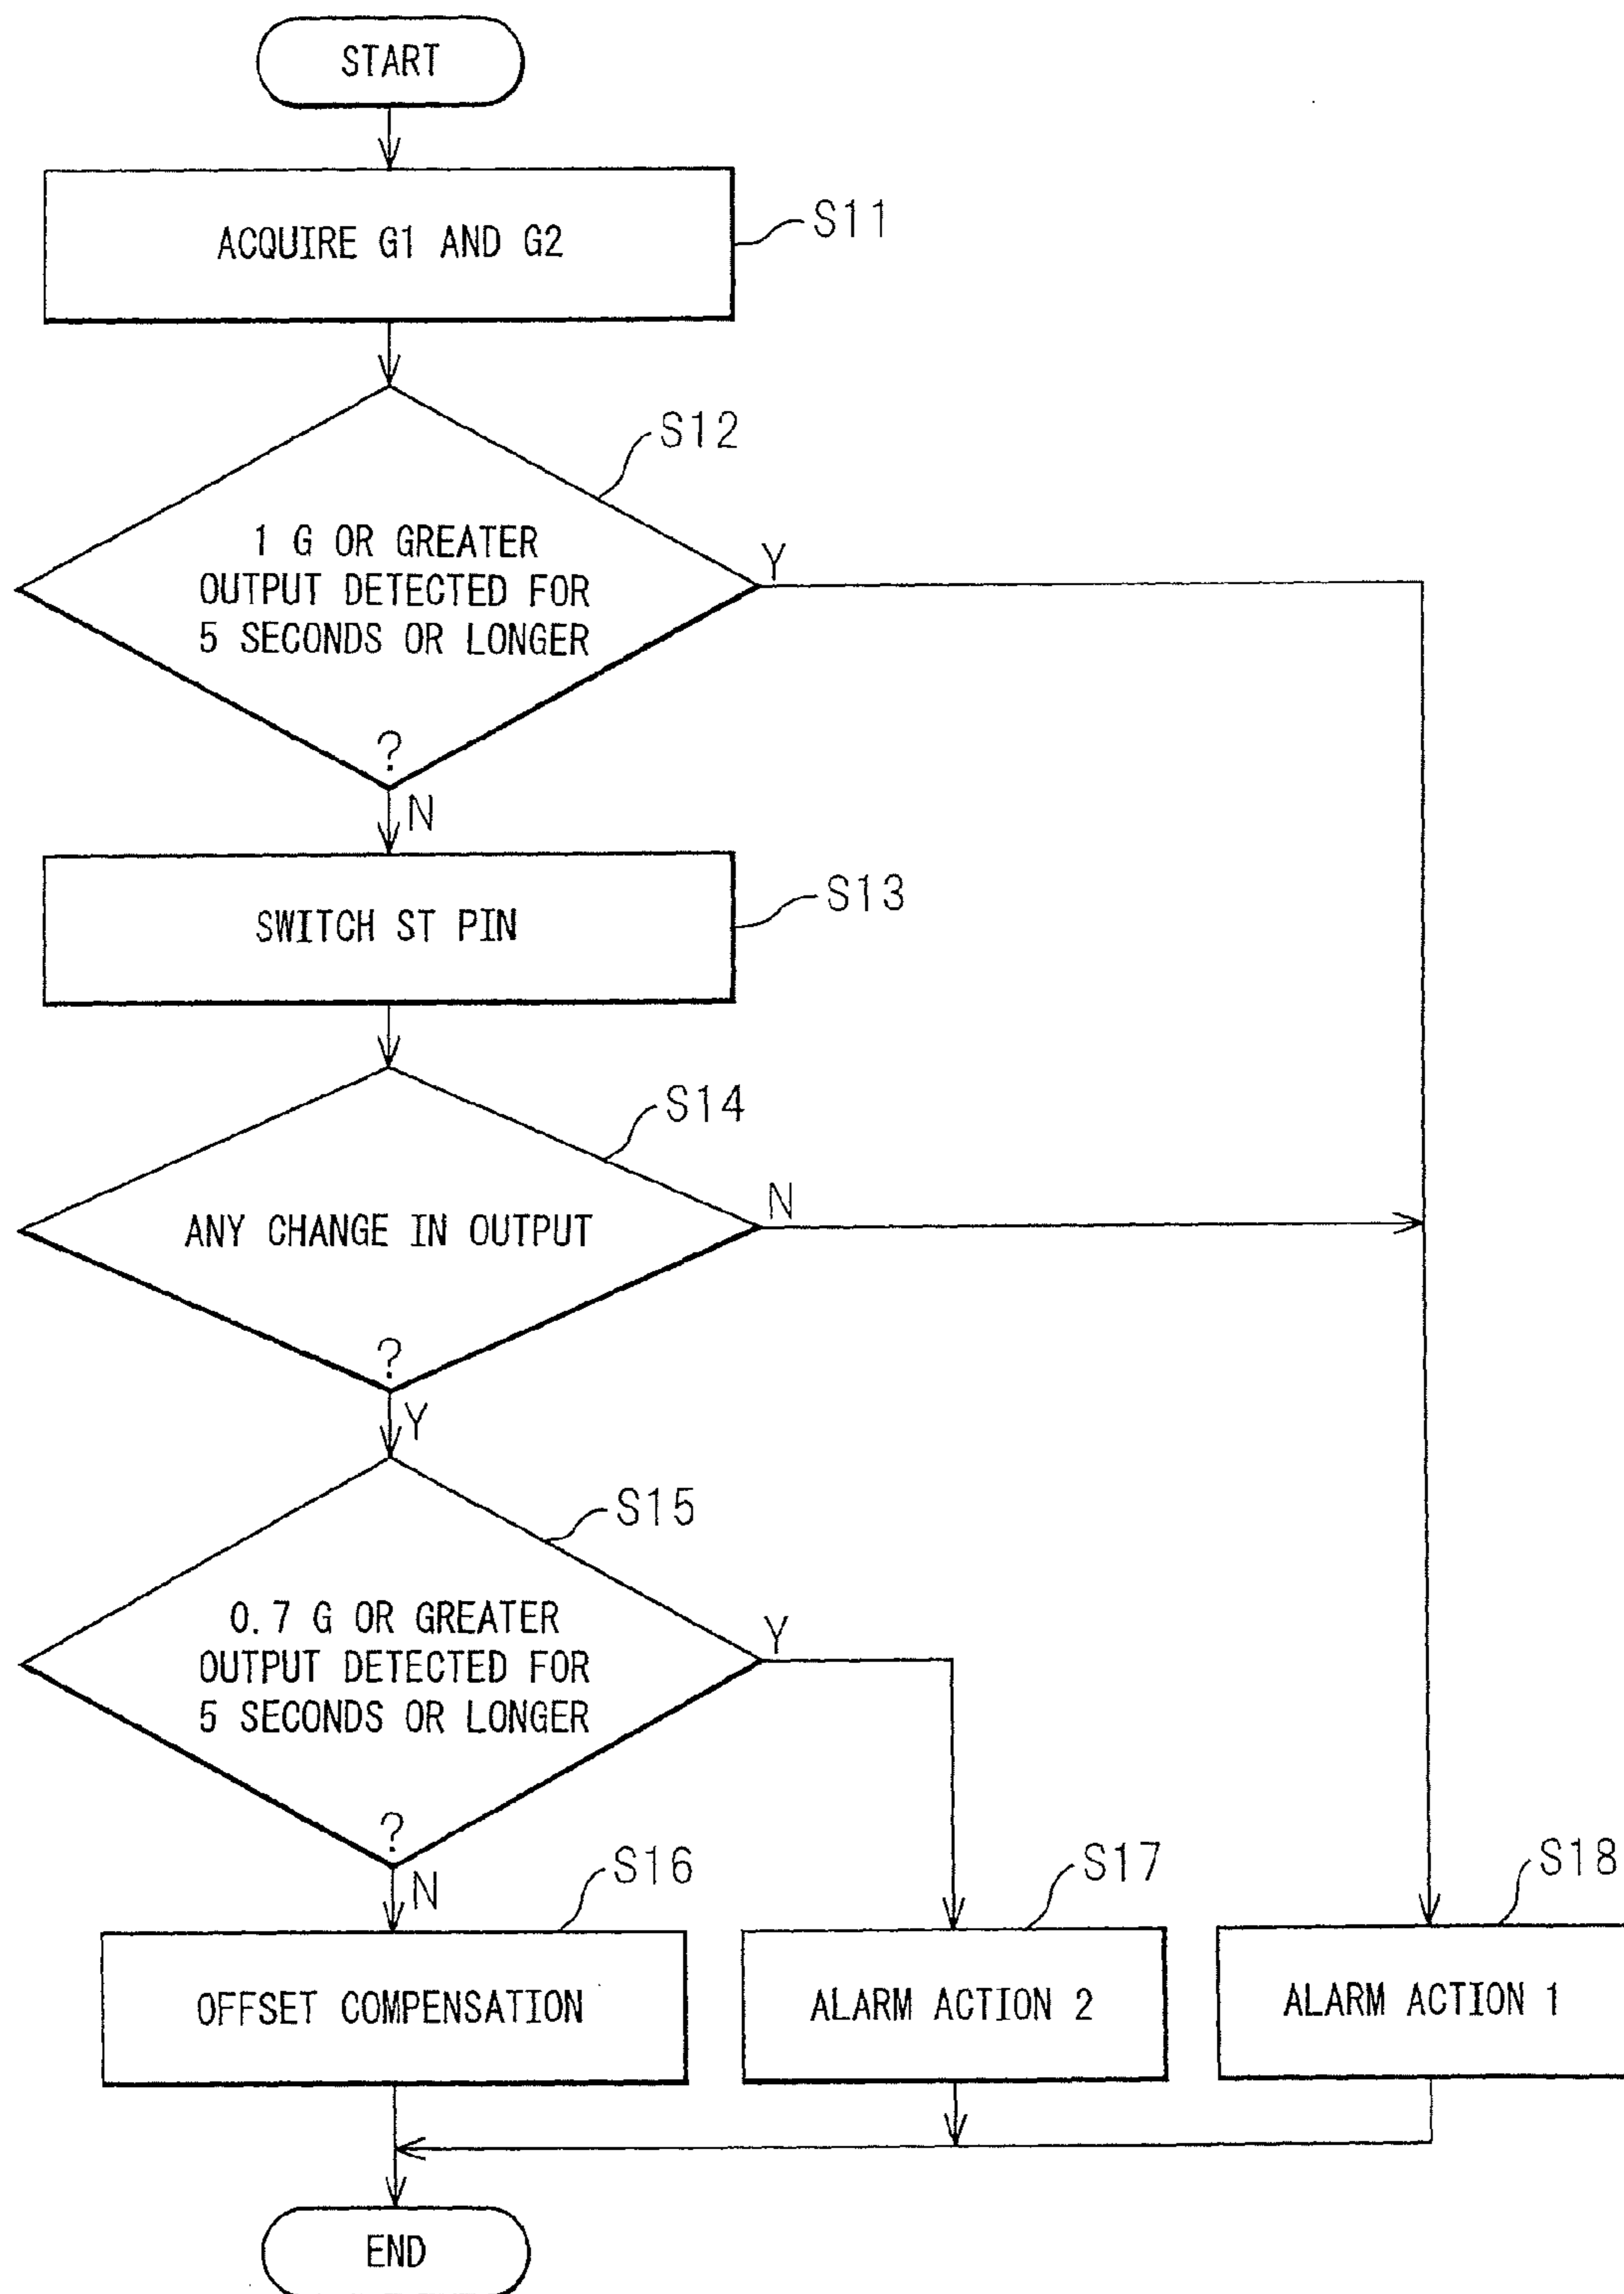 START
ACQUIRE G1 AND G2
S11
S12
1 G OR GREATER
OUTPUT DETECTED FOR
5 SECONDS OR LONGER
?
Y
N
SWITCH ST PIN
S13
S14
ANY CHANGE IN OUTPUT
?
N
Y
S15
0.7 G OR GREATER
OUTPUT DETECTED FOR
5 SECONDS OR LONGER
?
Y
N
S16
OFFSET COMPENSATION
S17
ALARM ACTION 2
S18
ALARM ACTION 1
END